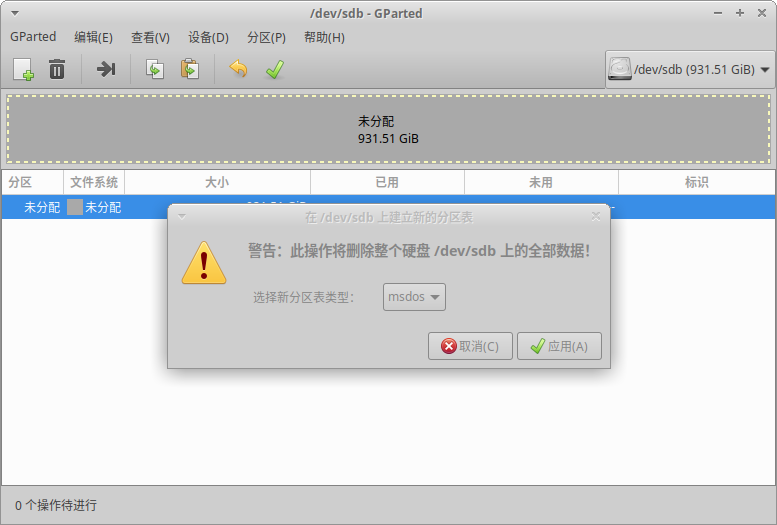 /dev/sdb - GParted
GParted 编辑(E) 查看(V) 设备(D) 分区(P) 帮助(H)
/dev/sdb (931.51 GiB)
未分配
931.51 GiB
分区 文件系统 大小 已用 未用 标识
未分配 未分配
在 /dev/sdb 上建立新的分区表
警告：此操作将删除整个硬盘 /dev/sdb 上的全部数据！
选择新分区表类型： msdos
取消(C) 应用(A)
0 个操作待进行